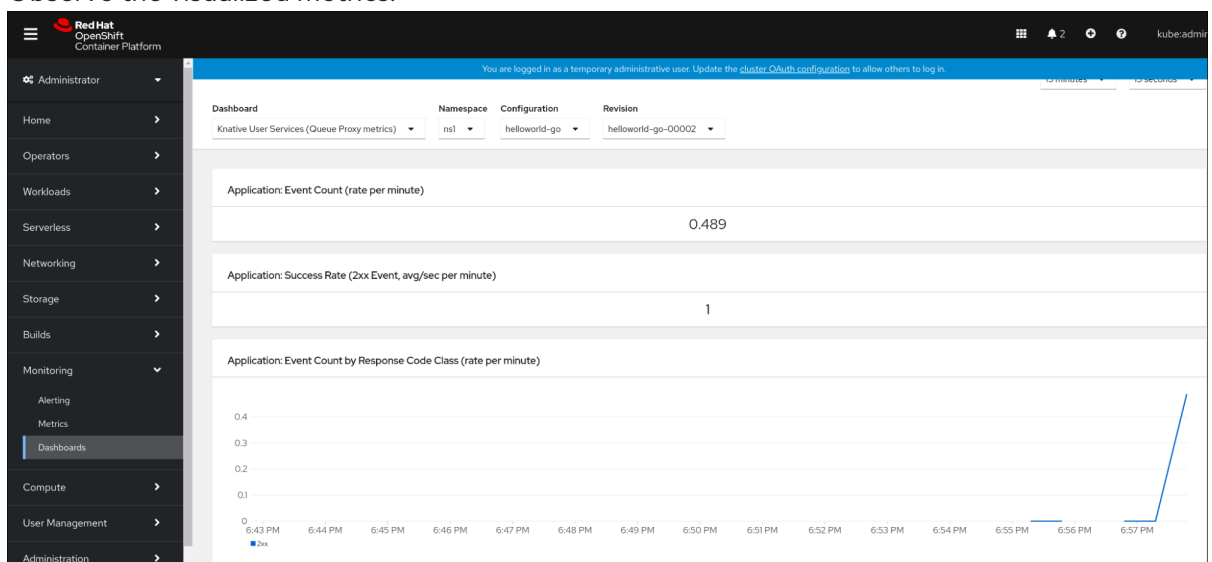 Red Hat
OpenShift
Container Platform
2
kube:admin
Administrator
You are logged in as a temporary administrative user. Update the cluster OAuth configuration to allow others to log in.
Home
Operators
Workloads
Serverless
Networking
Storage
Builds
Monitoring
Alerting
Metrics
Dashboards
Compute
User Management
Administration
Dashboard Namespace Configuration Revision
Knative User Services (Queue Proxy metrics) ns1 helloworld-go helloworld-go-00002
Application: Event Count (rate per minute)
0.489
Application: Success Rate (2xx Event, avg/sec per minute)
1
Application: Event Count by Response Code Class (rate per minute)
0.4
0.3
0.2
0.1
0
6:43 PM 6:44 PM 6:45 PM 6:46 PM 6:47 PM 6:48 PM 6:49 PM 6:50 PM 6:51 PM 6:52 PM 6:53 PM 6:54 PM 6:55 PM 6:56 PM 6:57 PM
2xx